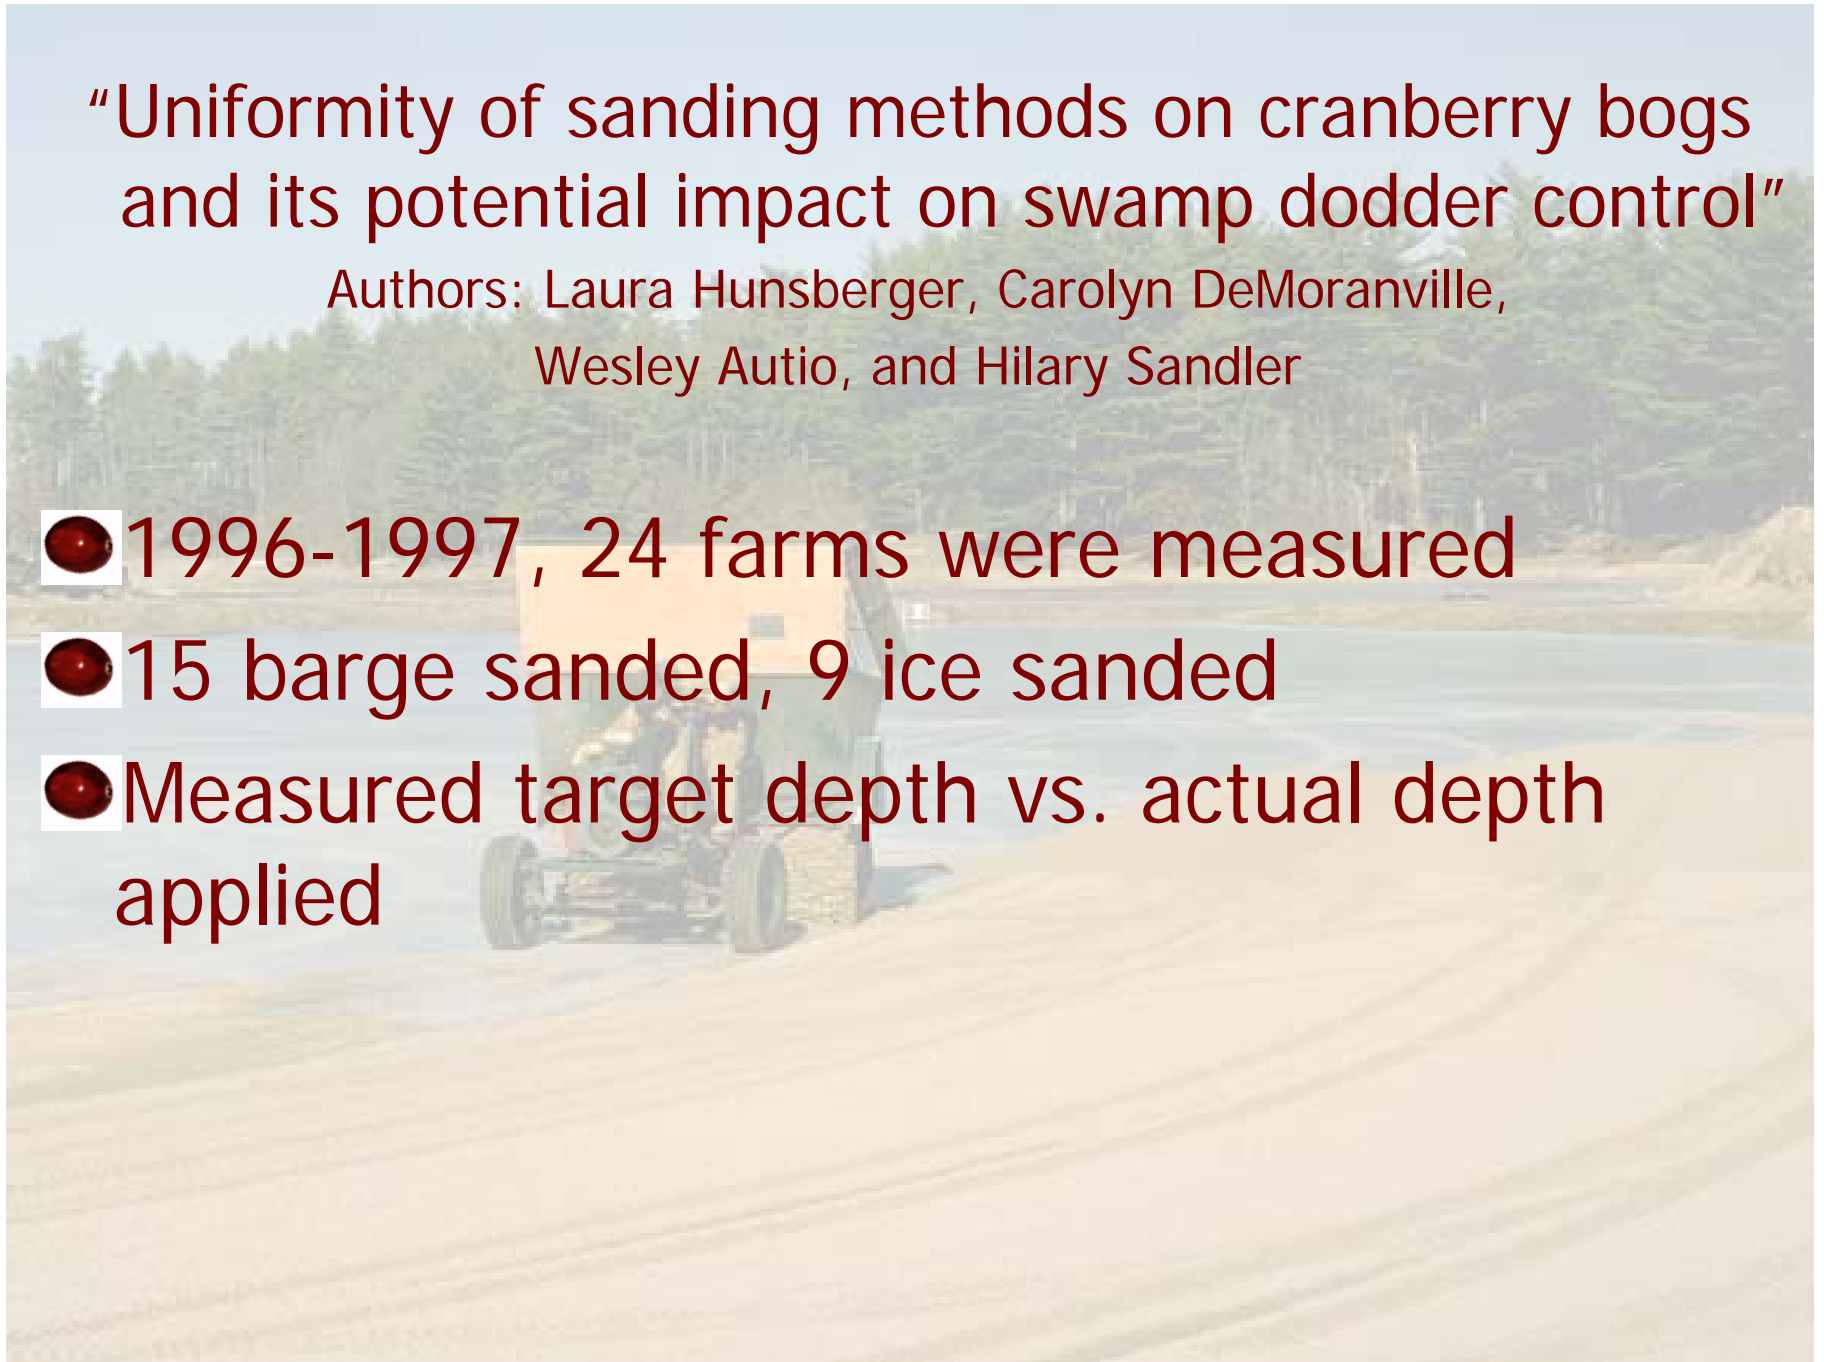 “Uniformity of sanding methods on cranberry bogs
and its potential impact on swamp dodder control”
Authors: Laura Hunsberger, Carolyn DeMoranville,
Wesley Autio, and Hilary Sandler
1996-1997, 24 farms were measured
15 barge sanded, 9 ice sanded
Measured target depth vs. actual depth
applied